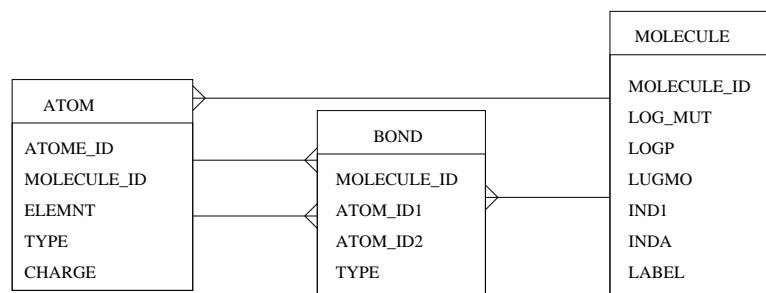 ATOM
ATOME_ID
MOLECULE_ID
ELEMNT
TYPE
CHARGE
BOND
MOLECULE_ID
ATOM_ID1
ATOM_ID2
TYPE
MOLECULE
MOLECULE_ID
LOG_MUT
LOGP
LUGMO
IND1
INDA
LABEL